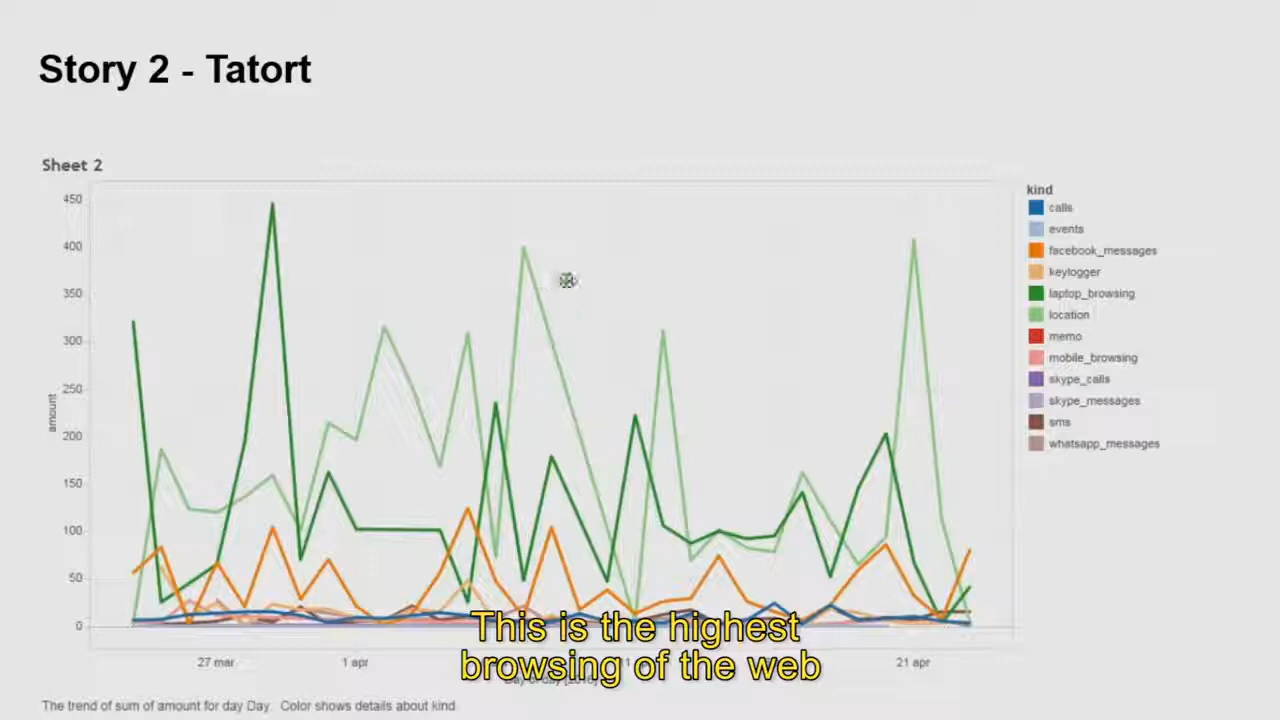 Story 2 - Tatort
Sheet 2
kind
calls
events
facebook_messages
keylogger
laptop_browsing
location
memo
mobile_browsing
skype_calls
skype_messages
sms
whatsapp_messages
450
400
350
300
250
200
150
100
50
0
amount
27 mar
1 apr
21 apr
This is the highest
browsing of the web
The trend of sum of amount for day Day. Color shows details about kind.